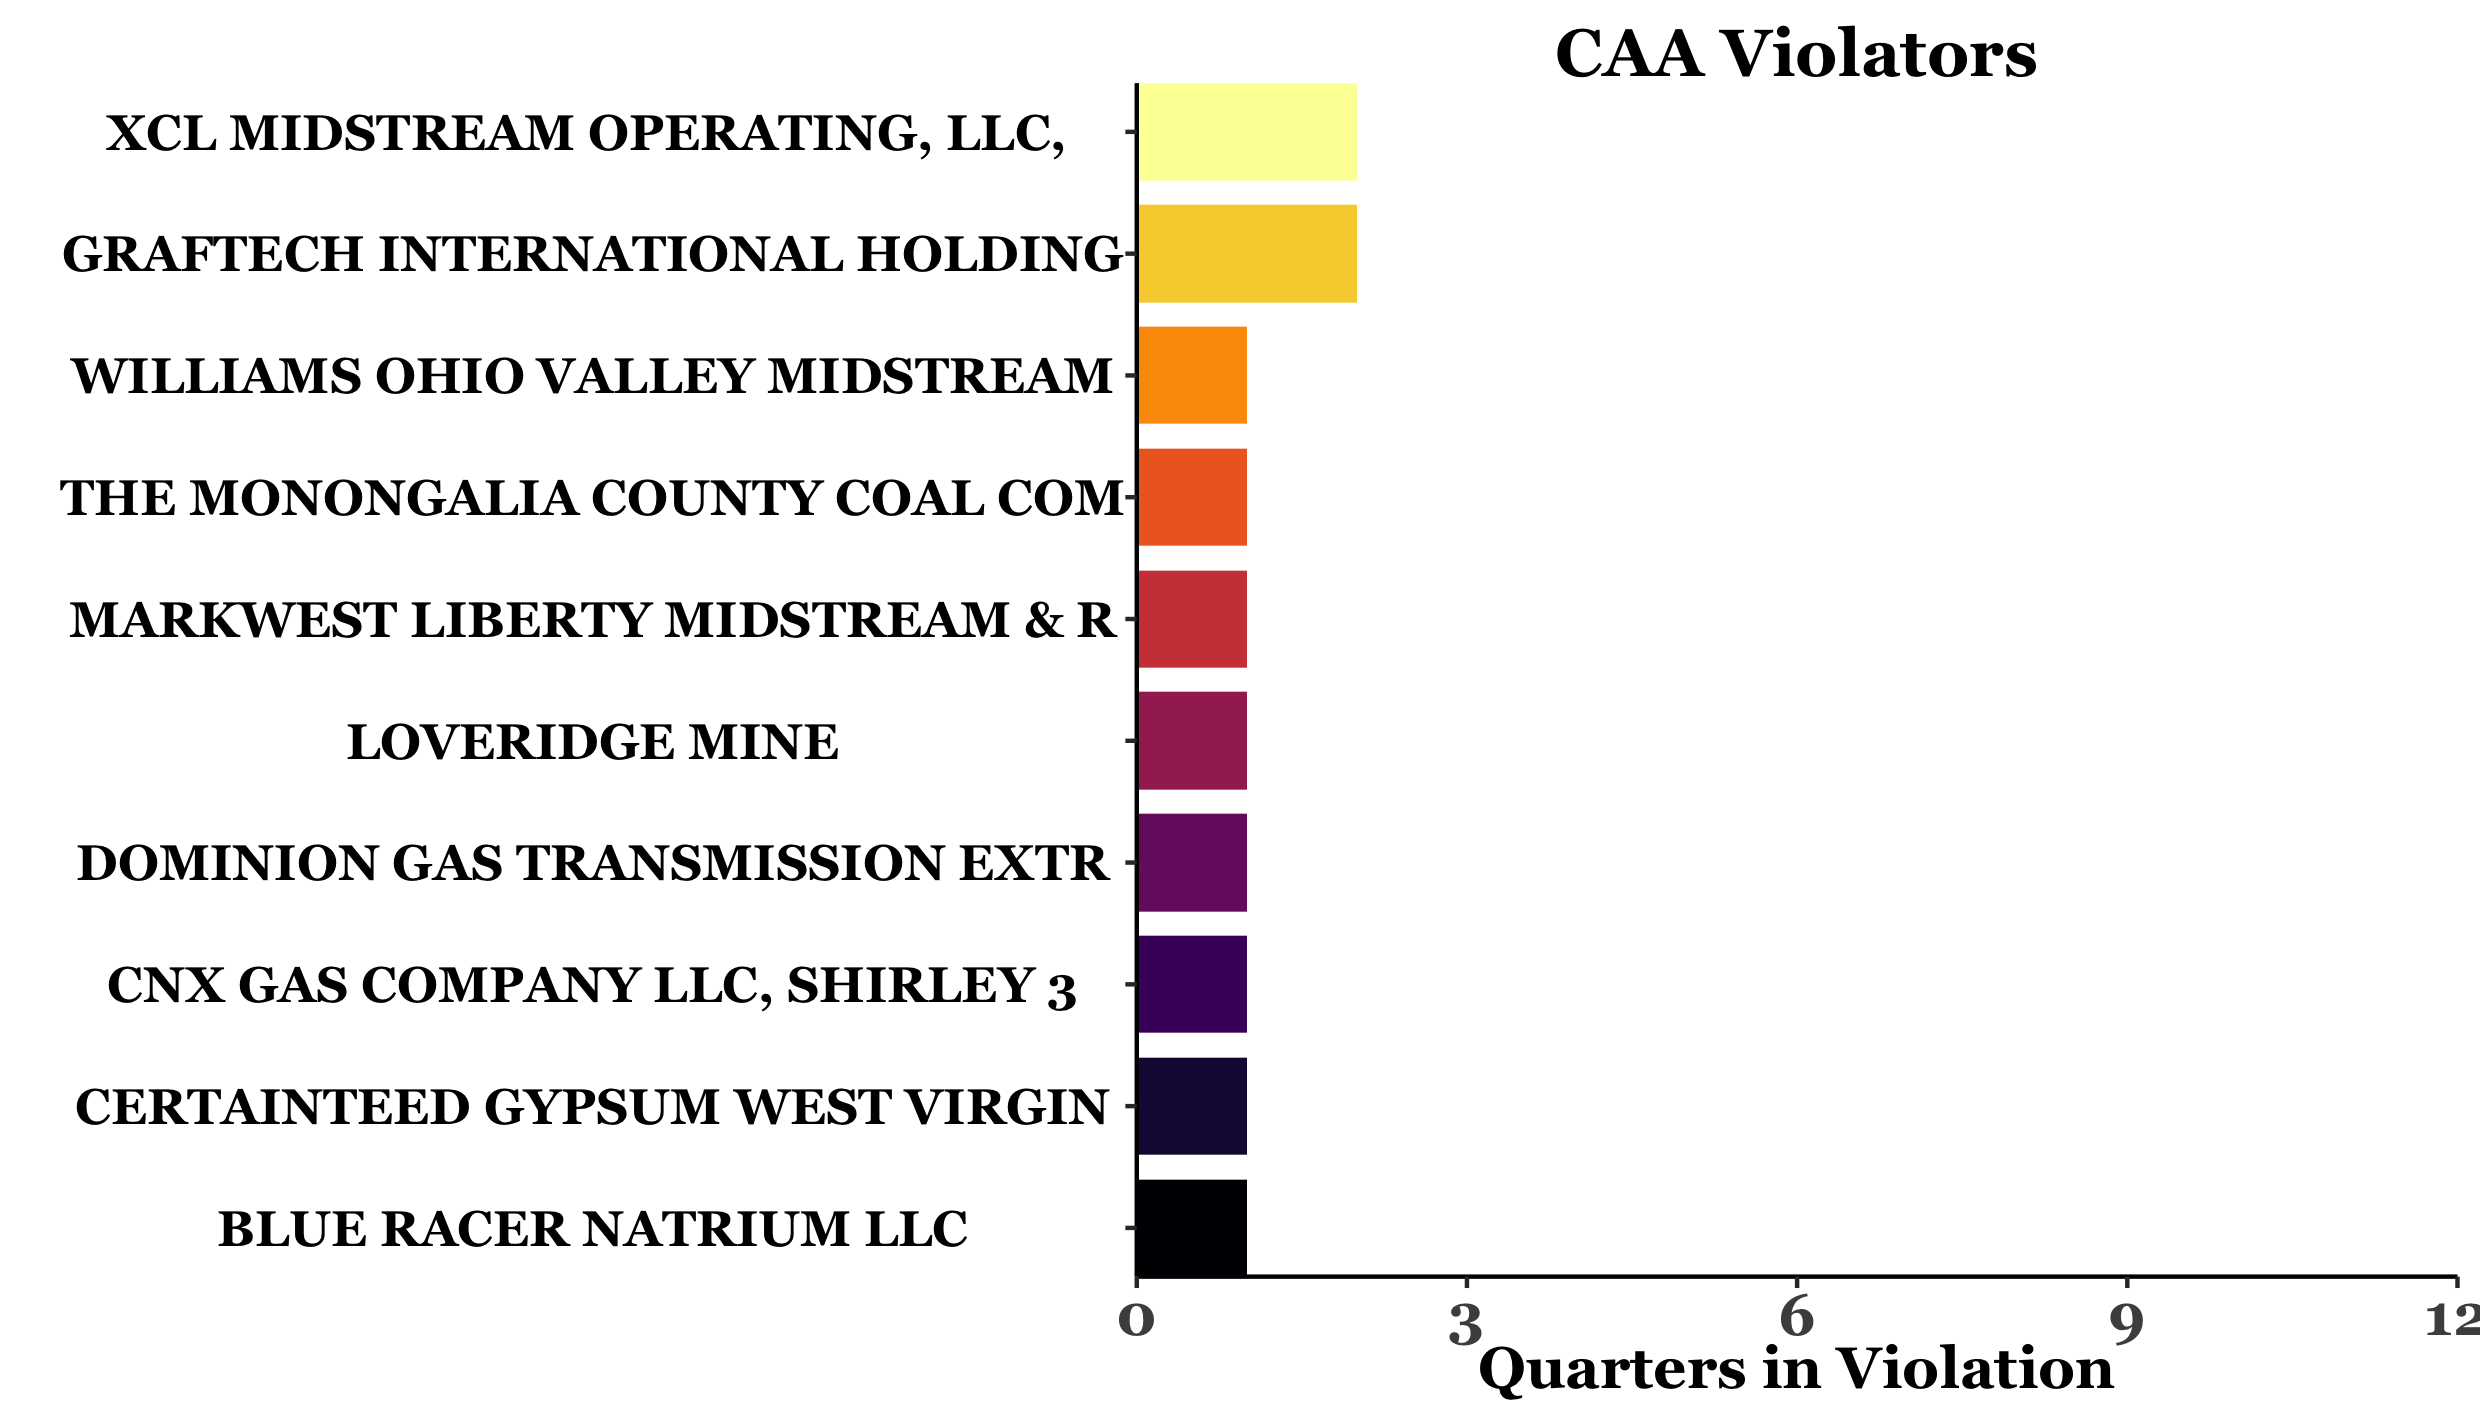 CAA Violators
XCL MIDSTREAM OPERATING, LLC,
GRAFTECH INTERNATIONAL HOLDING
WILLIAMS OHIO VALLEY MIDSTREAM
THE MONONGALIA COUNTY COAL COM
MARKWEST LIBERTY MIDSTREAM & R
LOVERIDGE MINE
DOMINION GAS TRANSMISSION EXTR
CNX GAS COMPANY LLC, SHIRLEY 3
CERTAINTEED GYPSUM WEST VIRGIN
BLUE RACER NATRIUM LLC
0 3 6 9 12
Quarters in Violation